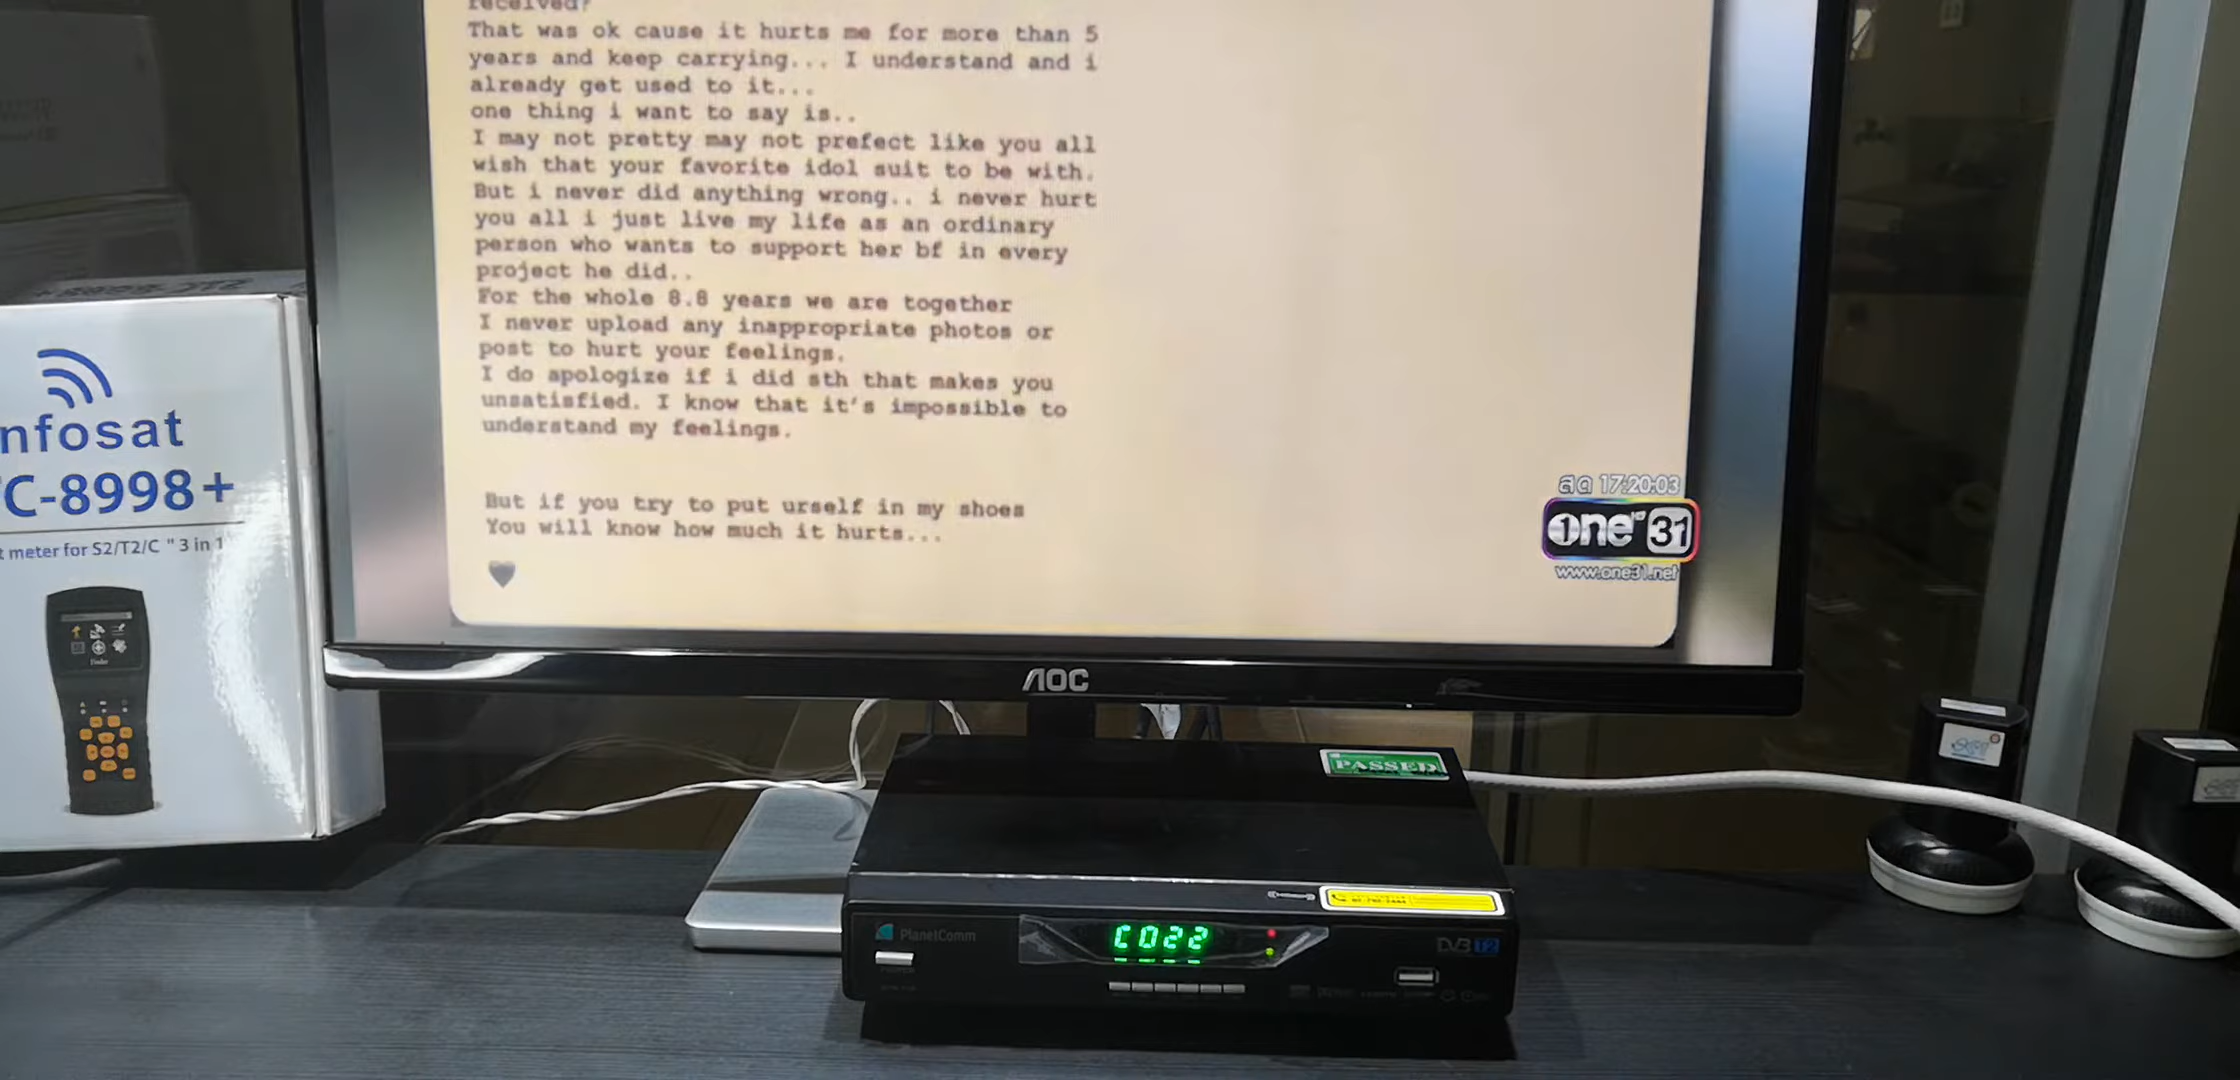 received?
That was ok cause it hurts me for more than 5
years and keep carrying... I understand and i
already get used to it...
one thing i want to say is..
I may not pretty may not prefect like you all
wish that your favorite idol suit to be with.
But i never did anything wrong.. i never hurt
you all i just live my life as an ordinary
person who wants to support her bf in every
project he did..
For the whole 8.8 years we are together
I never upload any inappropriate photos or
post to hurt your feelings.
I do apologize if i did sth that makes you
unsatisfied. I know that it's impossible to
understand my feelings.
But if you try to put urself in my shoes
You will know how much it hurts...
สด 17:20:03
one HD 31
www.one31.net
nfosat
C-8998+
t meter for S2/T2/C "3 in 1
AOC
PASSED
PlanetComm
C022
DVB T2